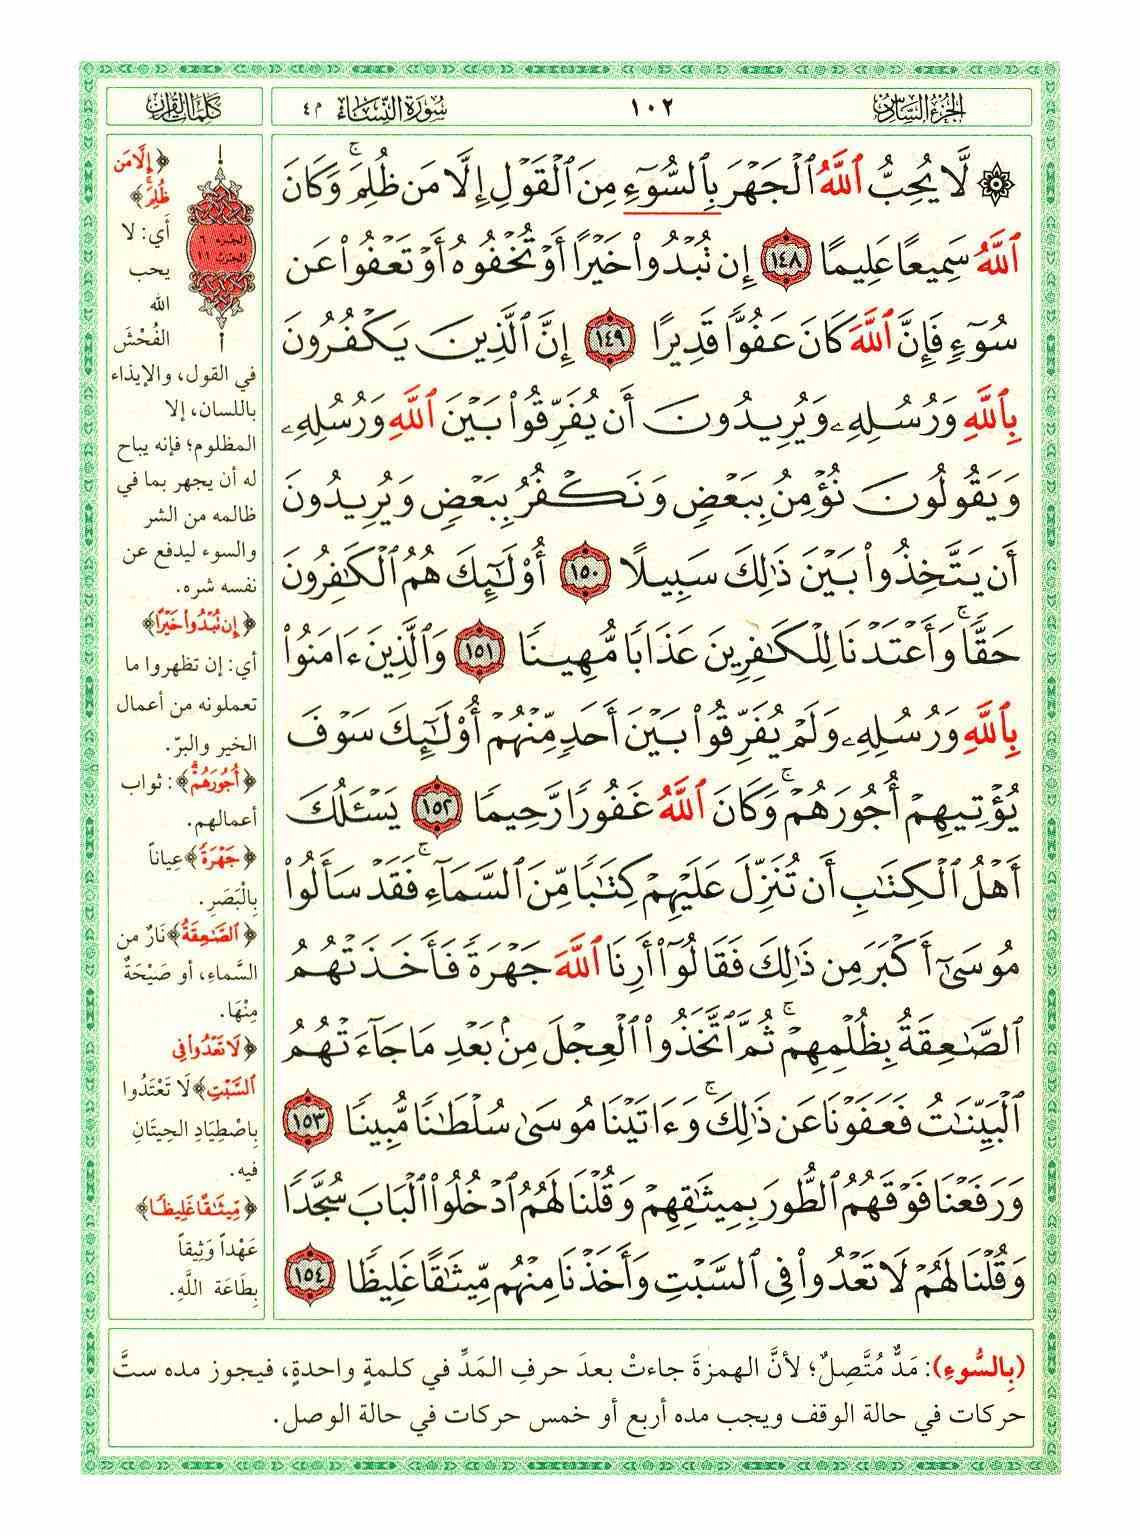 الجزء السادس
١٠٢
سورة النساء م ٤
كلمات القرآن
۞ لَّا يُحِبُّ ٱللَّهُ ٱلْجَهْرَ بِٱلسُّوٓءِ مِنَ ٱلْقَوْلِ إِلَّا مَن ظُلِمَ ۚ وَكَانَ
ٱللَّهُ سَمِيعًا عَلِيمًا ١٤٨ إِن تُبْدُوا۟ خَيْرًا أَوْ تُخْفُوهُ أَوْ تَعْفُوا۟ عَن
سُوٓءٍ فَإِنَّ ٱللَّهَ كَانَ عَفُوًّا قَدِيرًا ١٤٩ إِنَّ ٱلَّذِينَ يَكْفُرُونَ
بِٱللَّهِ وَرُسُلِهِۦ وَيُرِيدُونَ أَن يُفَرِّقُوا۟ بَيْنَ ٱللَّهِ وَرُسُلِهِۦ
وَيَقُولُونَ نُؤْمِنُ بِبَعْضٍ وَنَكْفُرُ بِبَعْضٍ وَيُرِيدُونَ
أَن يَتَّخِذُوا۟ بَيْنَ ذَٰلِكَ سَبِيلًا ١٥٠ أُو۟لَٰٓئِكَ هُمُ ٱلْكَٰفِرُونَ
حَقًّا ۚ وَأَعْتَدْنَا لِلْكَٰفِرِينَ عَذَابًا مُّهِينًا ١٥١ وَٱلَّذِينَ ءَامَنُوا۟
بِٱللَّهِ وَرُسُلِهِۦ وَلَمْ يُفَرِّقُوا۟ بَيْنَ أَحَدٍ مِّنْهُمْ أُو۟لَٰٓئِكَ سَوْفَ
يُؤْتِيهِمْ أُجُورَهُمْ ۚ وَكَانَ ٱللَّهُ غَفُورًا رَّحِيمًا ١٥٢ يَسْـَٔلُكَ
أَهْلُ ٱلْكِتَٰبِ أَن تُنَزِّلَ عَلَيْهِمْ كِتَٰبًا مِّنَ ٱلسَّمَآءِ ۚ فَقَدْ سَأَلُوا۟
مُوسَىٰٓ أَكْبَرَ مِن ذَٰلِكَ فَقَالُوٓا۟ أَرِنَا ٱللَّهَ جَهْرَةً فَأَخَذَتْهُمُ
ٱلصَّٰعِقَةُ بِظُلْمِهِمْ ۚ ثُمَّ ٱتَّخَذُوا۟ ٱلْعِجْلَ مِنۢ بَعْدِ مَا جَآءَتْهُمُ
ٱلْبَيِّنَٰتُ فَعَفَوْنَا عَن ذَٰلِكَ ۚ وَءَاتَيْنَا مُوسَىٰ سُلْطَٰنًا مُّبِينًا ١٥٣
وَرَفَعْنَا فَوْقَهُمُ ٱلطُّورَ بِمِيثَٰقِهِمْ وَقُلْنَا لَهُمُ ٱدْخُلُوا۟ ٱلْبَابَ سُجَّدًا
وَقُلْنَا لَهُمْ لَا تَعْدُوا۟ فِى ٱلسَّبْتِ وَأَخَذْنَا مِنْهُم مِّيثَٰقًا غَلِيظًا ١٥٤
الجزء ٦
الحزب ١١
﴿إِلَّا مَن
ظُلِمَ ۚ﴾
أَي: لا
يحب
الله
الفُحْشَ
في القول، والإيذاء
باللسان، إلا
المظلوم؛ فإنه يباح
له أن يجهر بما في
ظالمه من الشر
والسوء ليدفع عن
نفسه شره.
﴿إِن تُبْدُوا۟ خَيْرًا﴾
أي: إن تظهروا ما
تعملونه من أعمال
الخير والبرّ.
﴿أُجُورَهُمْ ۚ﴾: ثواب
أعمالهم.
﴿جَهْرَةً﴾ عِياناً
بِالْبَصَرِ.
﴿ٱلصَّٰعِقَةُ﴾ نَارٌ من
السَّماءِ، أو صَيْحَةٌ
مِنْهَا.
﴿لَا تَعْدُوا۟ فِى
ٱلسَّبْتِ﴾ لَا تَعْتَدُوا
بِاصْطِيَادِ الحِيتَانِ
فيه.
﴿مِّيثَٰقًا غَلِيظًا﴾
عَهْداً وَثِيقاً
بِطَاعَةِ اللَّهِ.
(بِالسُّوءِ): مَدٌّ مُتَّصِلٌ؛ لأنَّ الهمزةَ جاءتْ بعدَ حرفِ المَدِّ في كلمةٍ واحدةٍ، فيجوز مده ستَّ
حركات في حالة الوقف ويجب مده أربع أو خمس حركات في حالة الوصل.